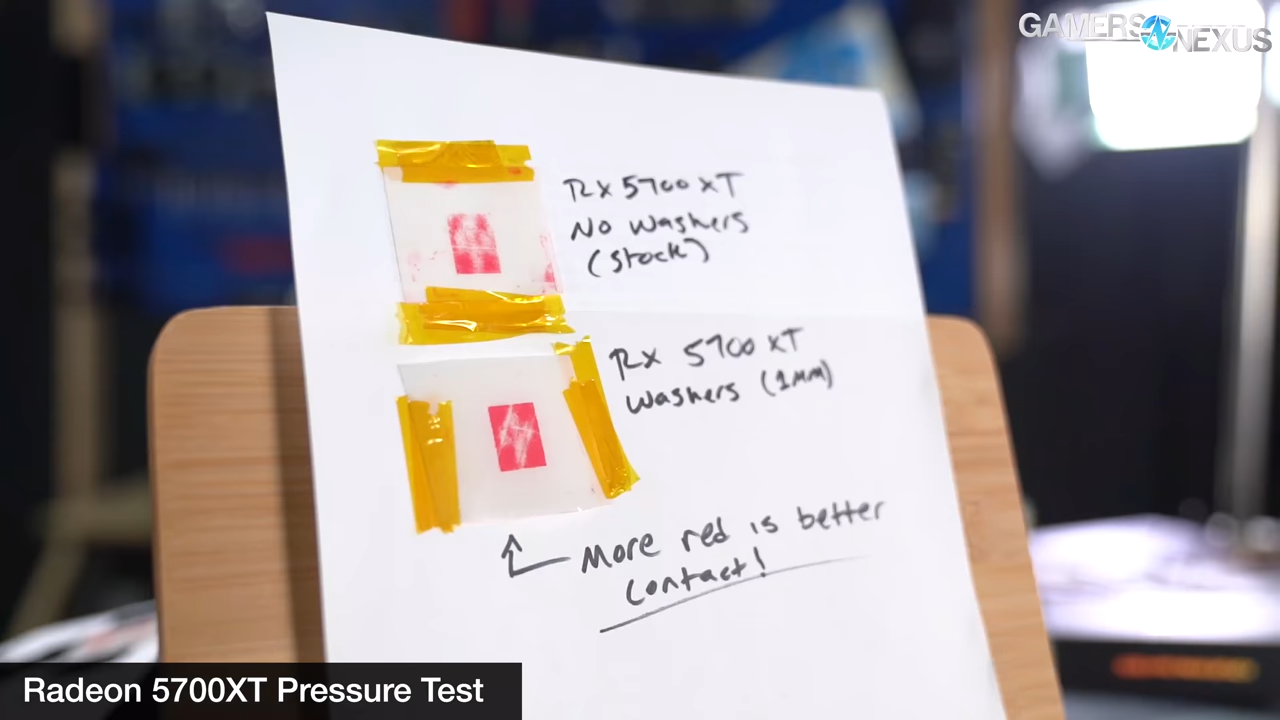 GAMERS NEXUS
RX 5700 XT
No Washers
(Stock)
RX 5700 XT
Washers (1mm)
More red is better
Contact!
Radeon 5700XT Pressure Test